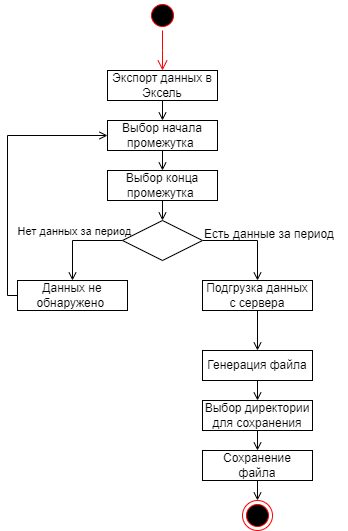 Экспорт данных в
Эксель
Выбор начала
промежутка
Выбор конца
промежутка
Нет данных за период
Есть данные за период
Данных не
обнаружено
Подгрузка данных
с сервера
Генерация файла
Выбор директории
для сохранения
Сохранение
файла